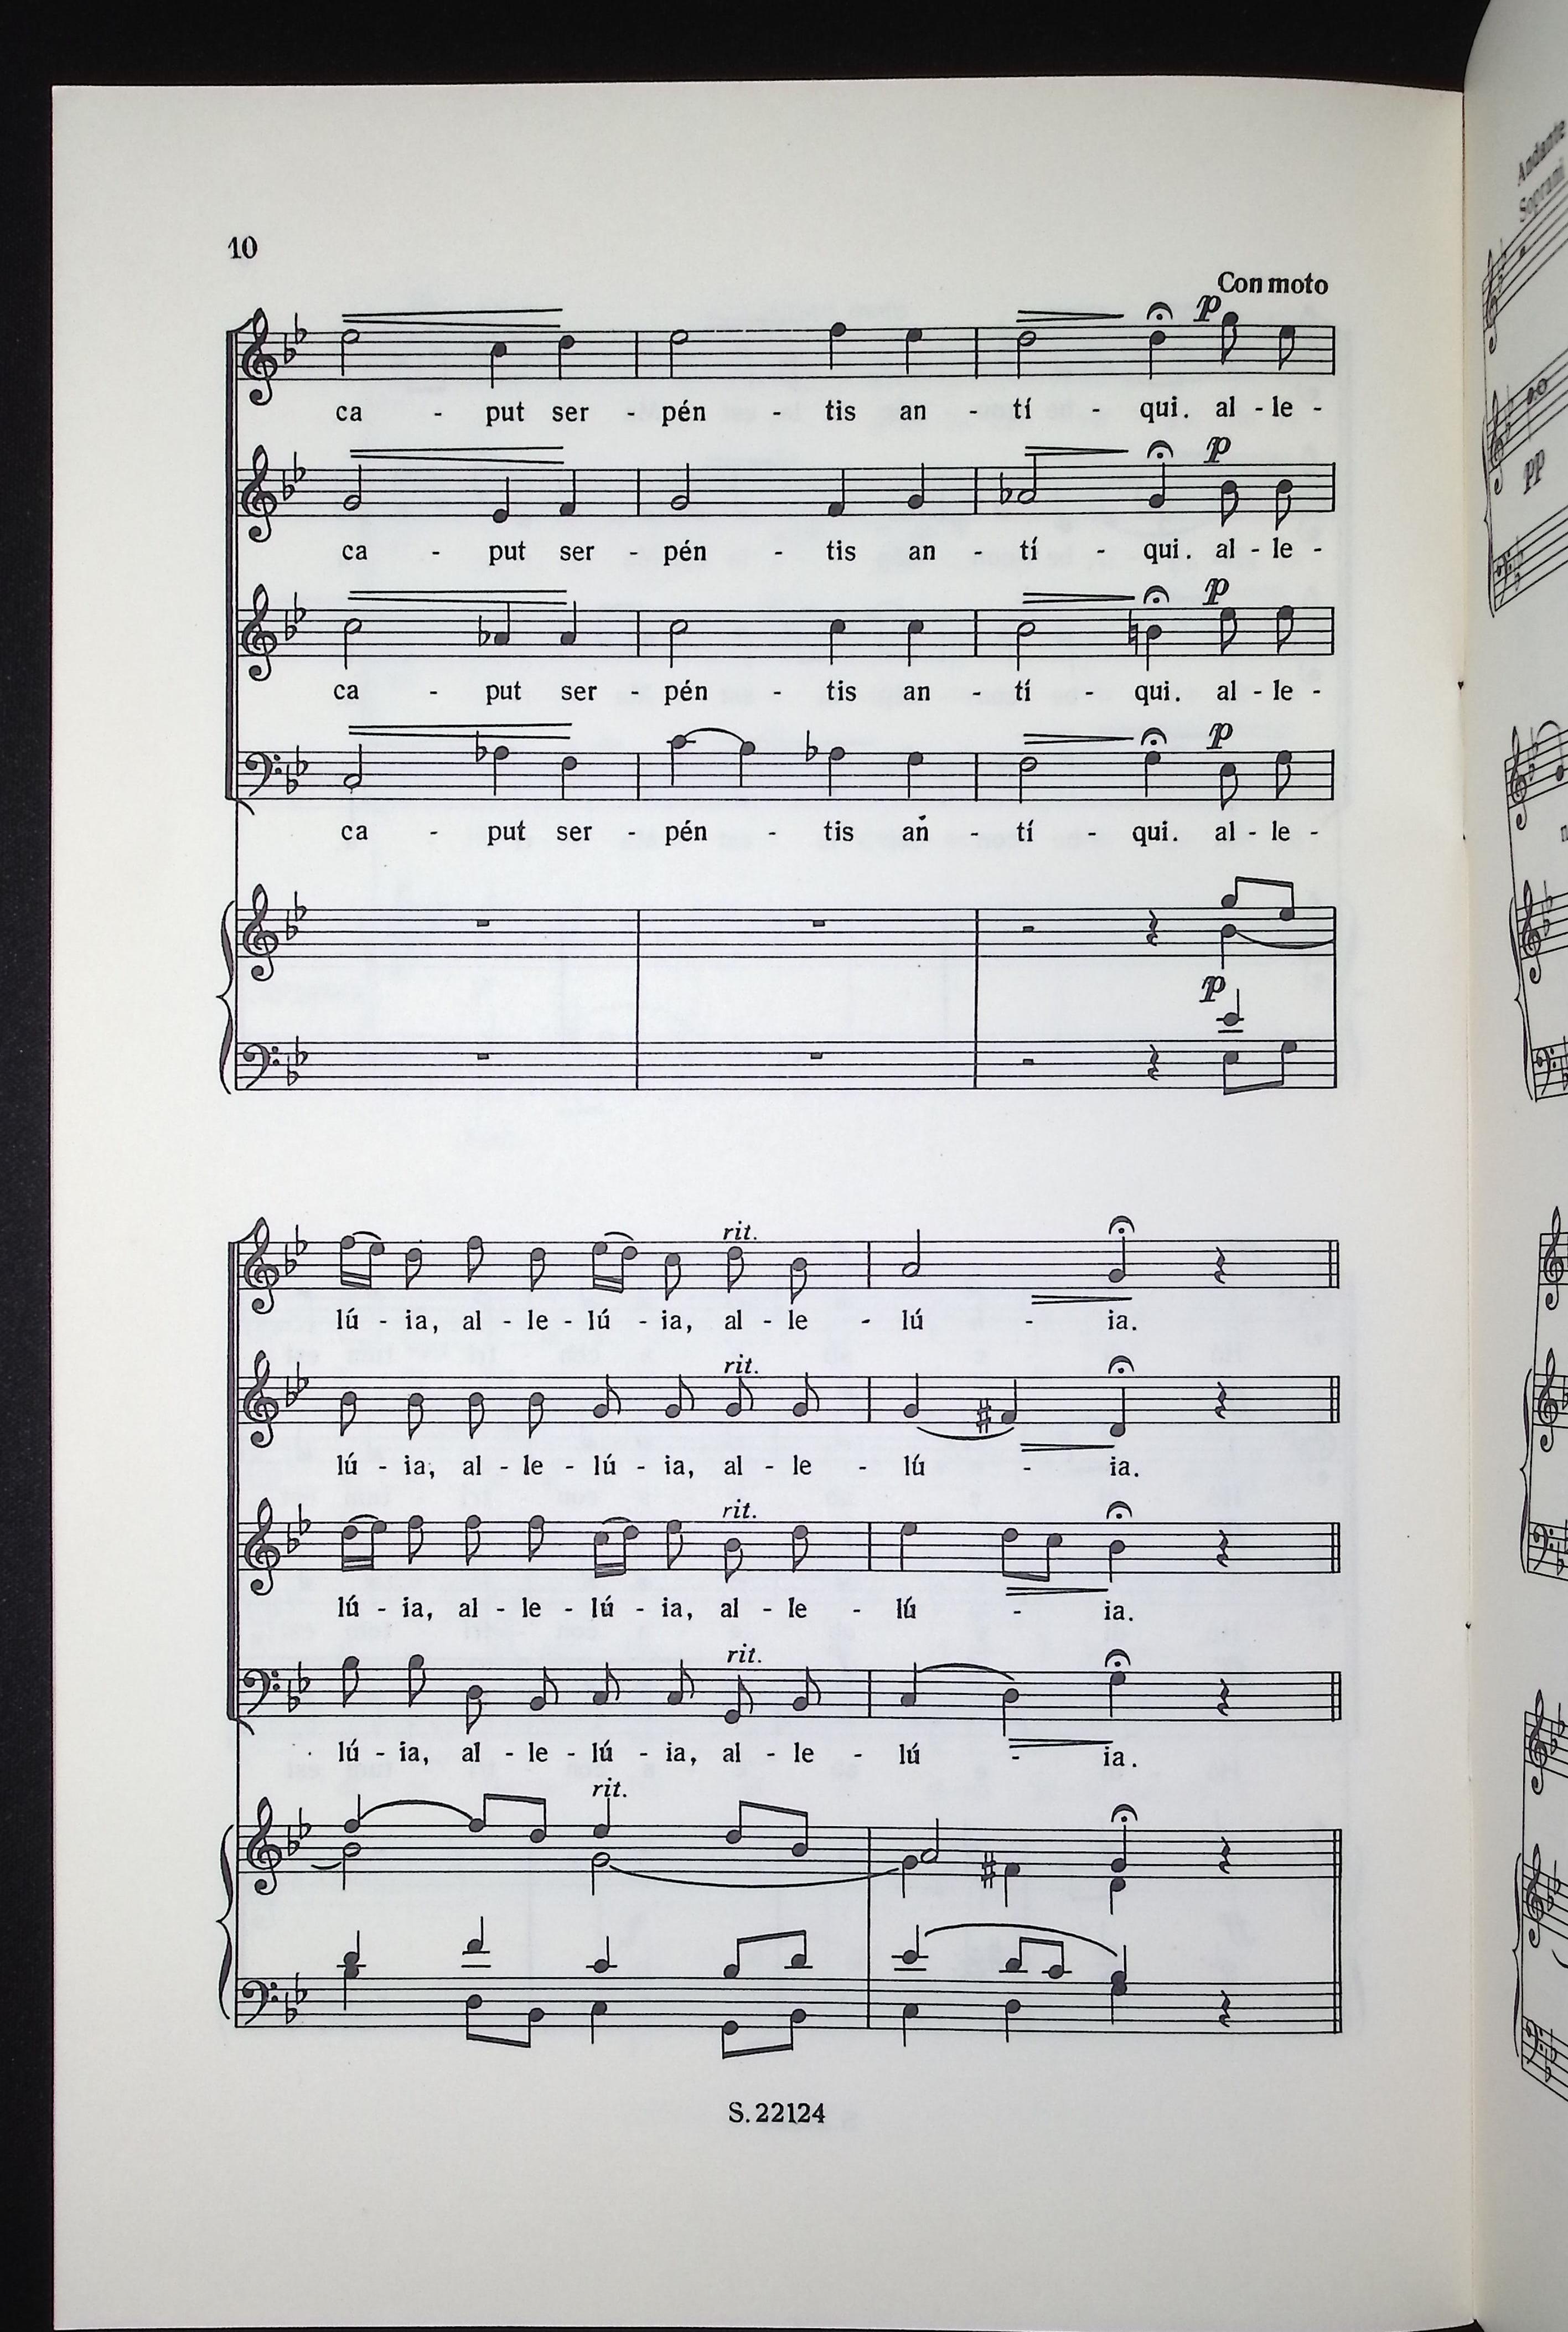 10
Con moto
p
ca - put ser - pén - tis an - tí - qui. al - le -
p
ca - put ser - pén - tis an - tí - qui. al - le -
p
ca - put ser - pén - tis an - tí - qui. al - le -
p
ca - put ser - pén - tis an - tí - qui. al - le -
p
rit.
lú - ia, al - le - lú - ia, al - le - lú - ia.
rit.
lú - ia, al - le - lú - ia, al - le - lú - ia.
rit.
lú - ia, al - le - lú - ia, al - le - lú - ia.
rit.
lú - ia, al - le - lú - ia, al - le - lú - ia.
rit.
S. 22124
Andante
Soprani
pp